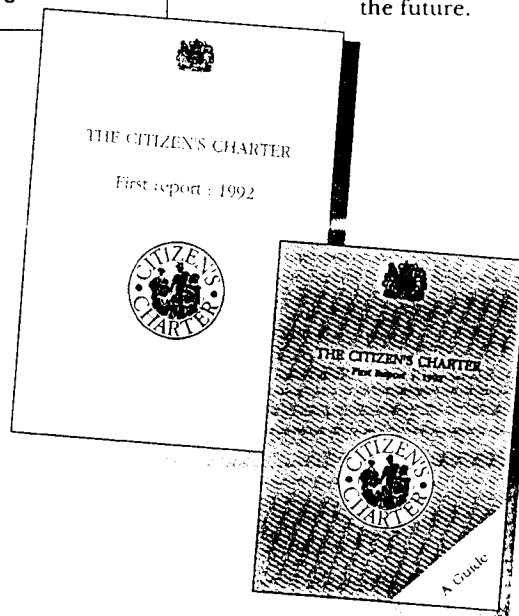 the future.
THE CITIZEN'S CHARTER
First report : 1992
CITIZEN'S
CHARTER
THE CITIZEN'S CHARTER
First Report : 1992
CITIZEN'S
CHARTER
A Guide